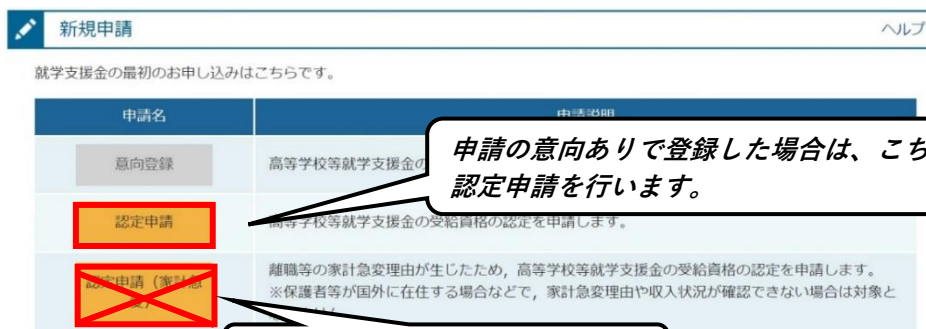 新規申請
ヘルプ
就学支援金の最初のお申し込みはこちらです。
申請名
申請説明
意向登録
高等学校等就学支援金の
申請の意向ありで登録した場合は、こち
認定申請を行います。
認定申請
高等学校等就学支援金の受給資格の認定を申請します。
認定申請（家計急
変）
離職等の家計急変理由が生じたため，高等学校等就学支援金の受給資格の認定を申請します。
※保護者等が国外に在住する場合などで，家計急変理由や収入状況が確認できない場合は対象と